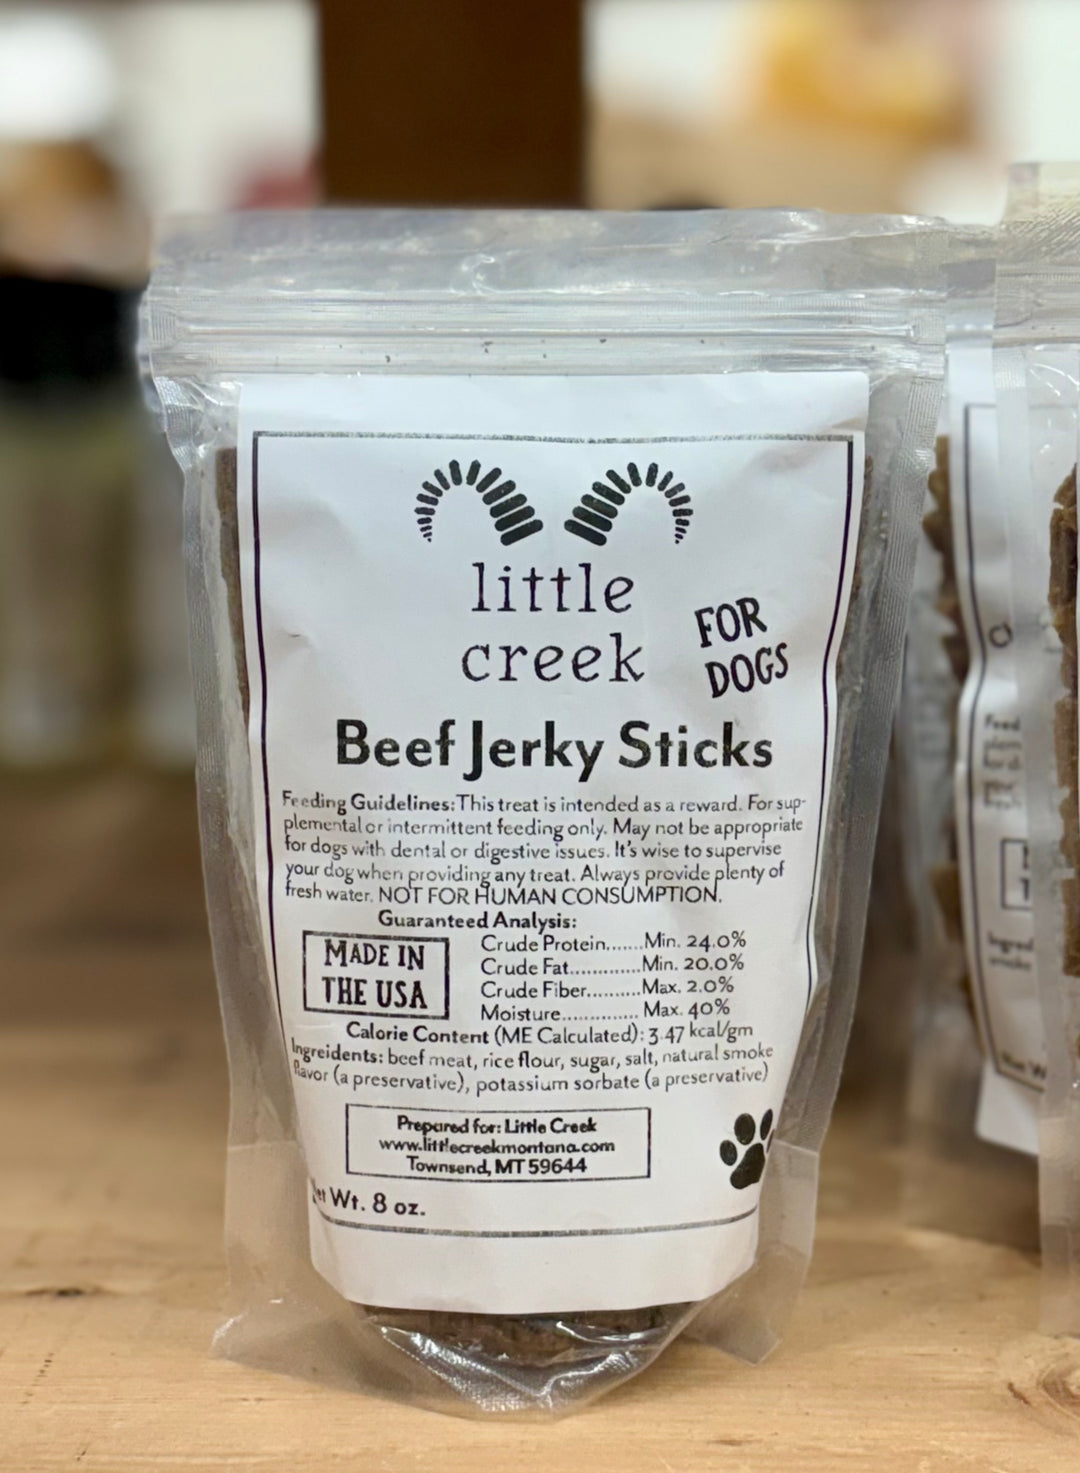 little
creek
FOR
DOGS
Beef Jerky Sticks
Feeding Guidelines: This treat is intended as a reward. For sup-
plemental or intermittent feeding only. May not be appropriate
for dogs with dental or digestive issues. It's wise to supervise
your dog when providing any treat. Always provide plenty of
fresh water. NOT FOR HUMAN CONSUMPTION.
Guaranteed Analysis:
MADE IN
THE USA
Crude Protein.......Min. 24.0%
Crude Fat.............Min. 20.0%
Crude Fiber..........Max. 2.0%
Moisture.............. Max. 40%
Calorie Content (ME Calculated): 3.47 kcal/gm
Ingreidents: beef meat, rice flour, sugar, salt, natural smoke
flavor (a preservative), potassium sorbate (a preservative)
Prepared for: Little Creek
www.littlecreekmontana.com
Townsend, MT 59644
Net Wt. 8 oz.